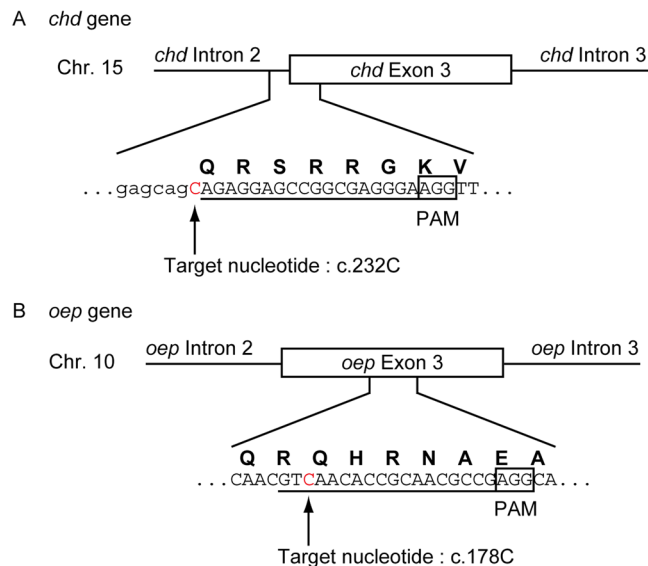 A chd gene
chd Intron 2 chd Intron 3
Chr. 15 chd Exon 3
Q R S R R G K V
...gagcagCAGAGGAGCCGGCGAGGGAAGGTT...
PAM
Target nucleotide : c.232C
B oep gene
oep Intron 2 oep Intron 3
Chr. 10 oep Exon 3
Q R Q H R N A E A
...CAACGTCAACACCGCAACGCCGAGGCA...
PAM
Target nucleotide : c.178C